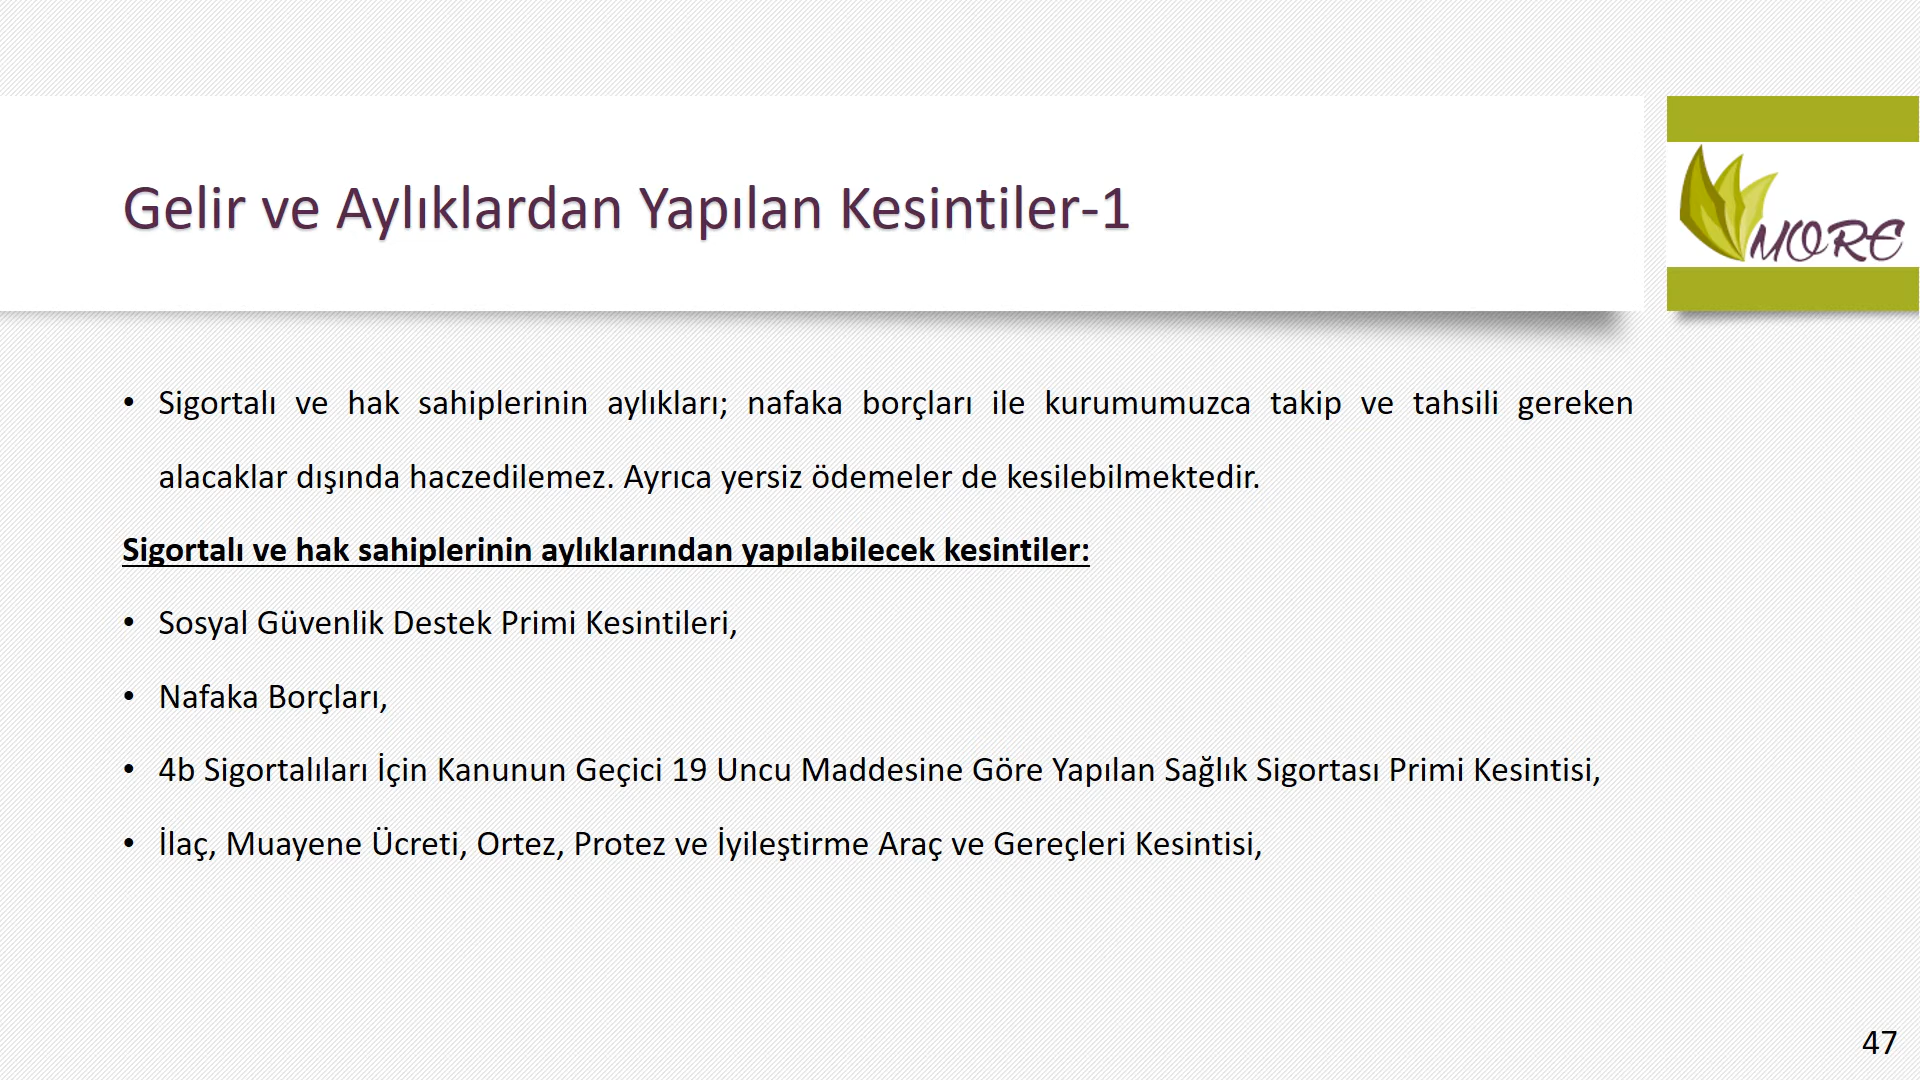 Gelir ve Aylıklardan Yapılan Kesintiler-1
MORE
• Sigortalı ve hak sahiplerinin aylıkları; nafaka borçları ile kurumumuzca takip ve tahsili gereken
alacaklar dışında haczedilemez. Ayrıca yersiz ödemeler de kesilebilmektedir.
Sigortalı ve hak sahiplerinin aylıklarından yapılabilecek kesintiler:
• Sosyal Güvenlik Destek Primi Kesintileri,
• Nafaka Borçları,
• 4b Sigortalıları İçin Kanunun Geçici 19 Uncu Maddesine Göre Yapılan Sağlık Sigortası Primi Kesintisi,
• İlaç, Muayene Ücreti, Ortez, Protez ve İyileştirme Araç ve Gereçleri Kesintisi,
47